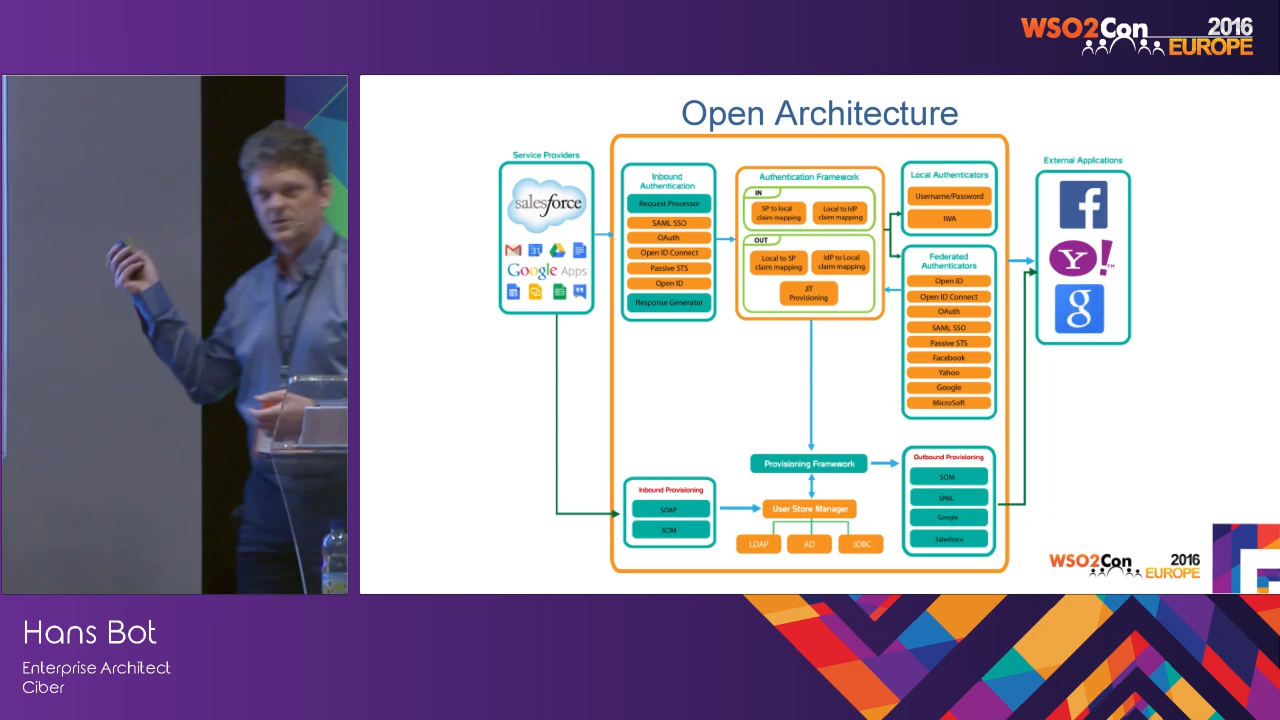 WSO2Con 2016
EUROPE
Open Architecture
Service Providers
salesforce
31
Google Apps
Inbound
Authentication
Request Processor
SAML SSO
OAuth
Open ID Connect
Passive STS
Open ID
Response Generator
Authentication Framework
IN
SP to local
claim mapping
Local to IdP
claim mapping
OUT
Local to SP
claim mapping
IdP to Local
claim mapping
JIT
Provisioning
Local Authenticators
Username/Password
IWA
Federated
Authenticators
Open ID
Open ID Connect
OAuth
SAML SSO
Passive STS
Facebook
Yahoo
Google
MicroSoft
External Applications
f
Y!™
g
Provisioning Framework
User Store Manager
LDAP
AD
JDBC
Inbound Provisioning
SOAP
SCIM
Outbound Provisioning
SCIM
SPML
Google
Salesforce
WSO2Con 2016
EUROPE
Hans Bot
Enterprise Architect
Ciber